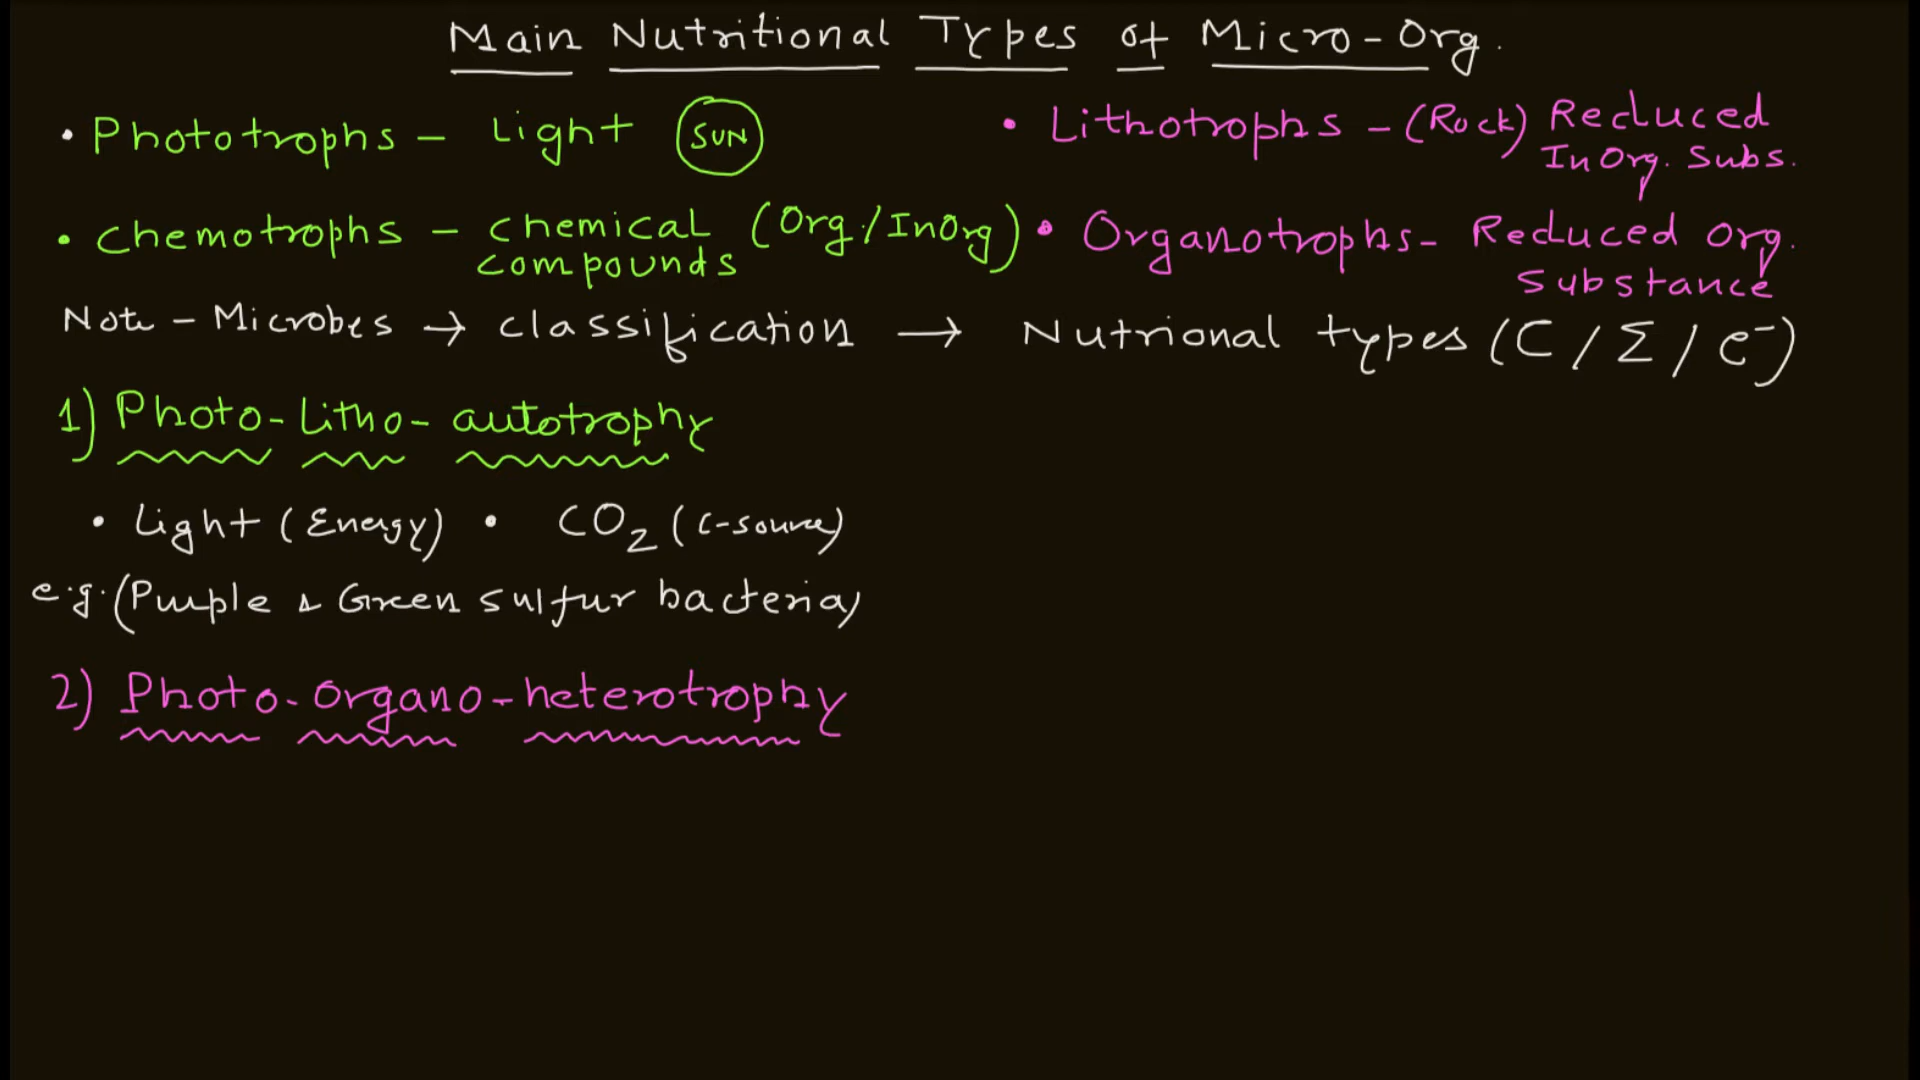 Main Nutritional Types of Micro-Org.
• Phototrophs - Light (SUN)
• Chemotrophs - chemical compounds (Org./InOrg)
• Lithotrophs - (Rock) Reduced InOrg. Subs.
• Organotrophs - Reduced org. Substance
Note - Microbes → classification → Nutrional types (C / Σ / e⁻)
1) Photo-Litho-autotrophy
• Light (Energy) • CO₂ (C-source)
e.g. (Purple & Green sulfur bacteria)
2) Photo-organo-heterotrophy